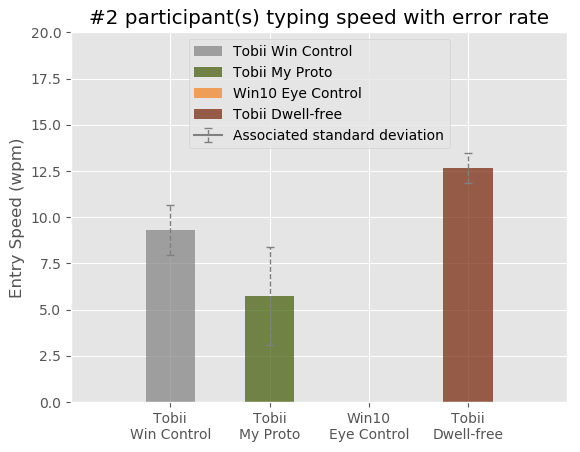 #2 participant(s) typing speed with error rate
Tobii Win Control
Tobii My Proto
Win10 Eye Control
Tobii Dwell-free
Associated standard deviation
Entry Speed (wpm)
20.0
17.5
15.0
12.5
10.0
7.5
5.0
2.5
0.0
Tobii
Win Control
Tobii
My Proto
Win10
Eye Control
Tobii
Dwell-free